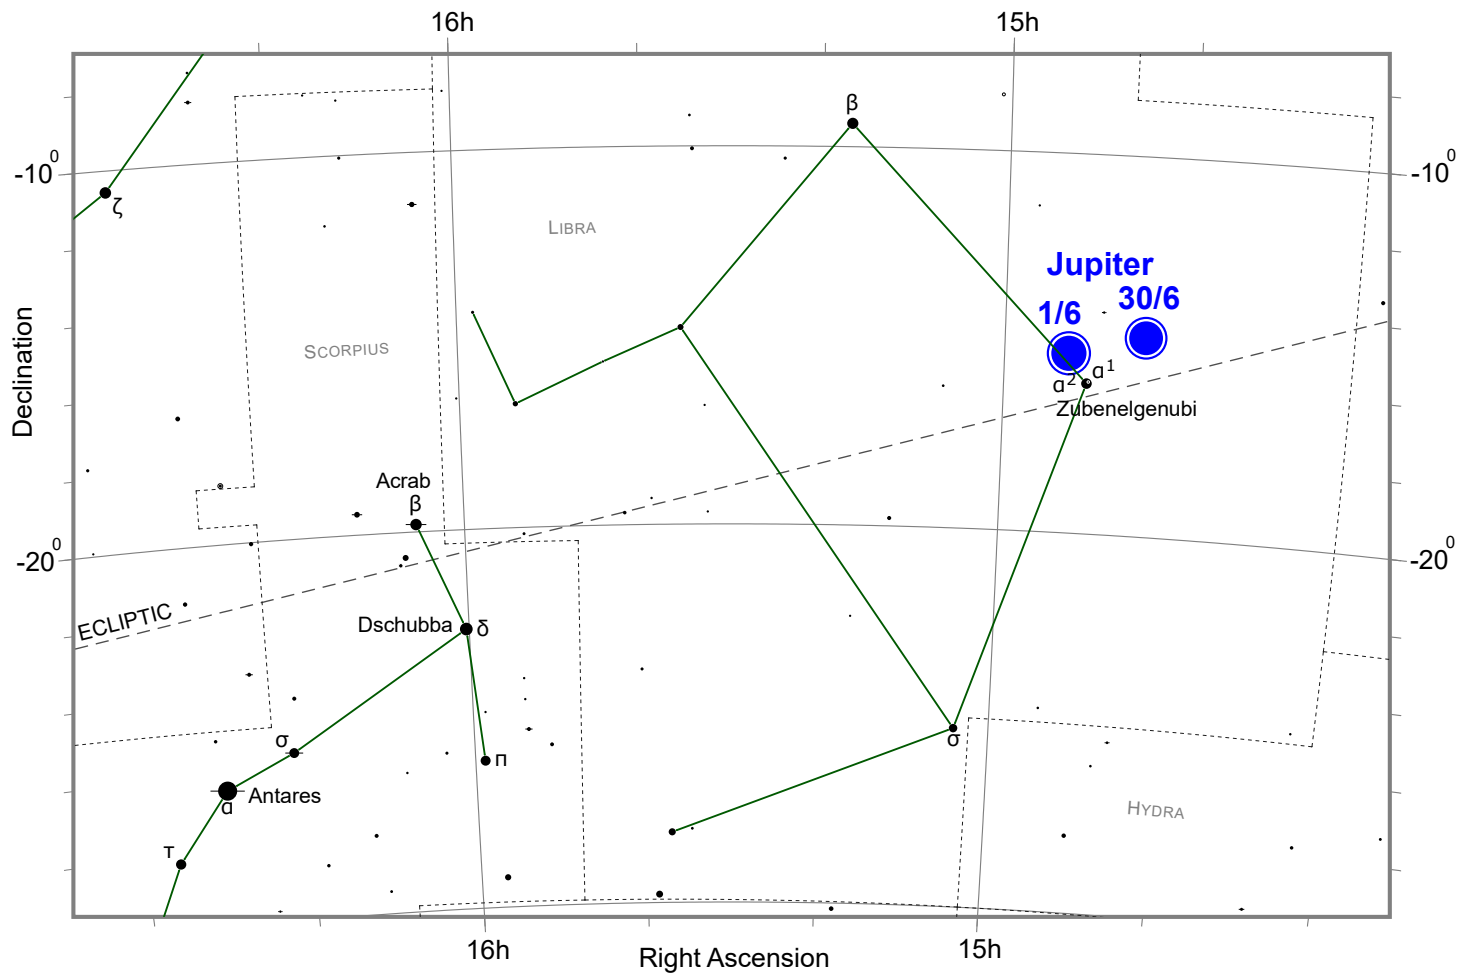 16h
15h
β
-10⁰
-10⁰
ζ
LIBRA
Jupiter
30/6
1/6
SCORPIUS
α¹
α²
Zubenelgenubi
Declination
Acrab
β
-20⁰
-20⁰
ECLIPTIC
Dschubba
δ
σ
σ
π
Antares
α
HYDRA
τ
16h
15h
Right Ascension